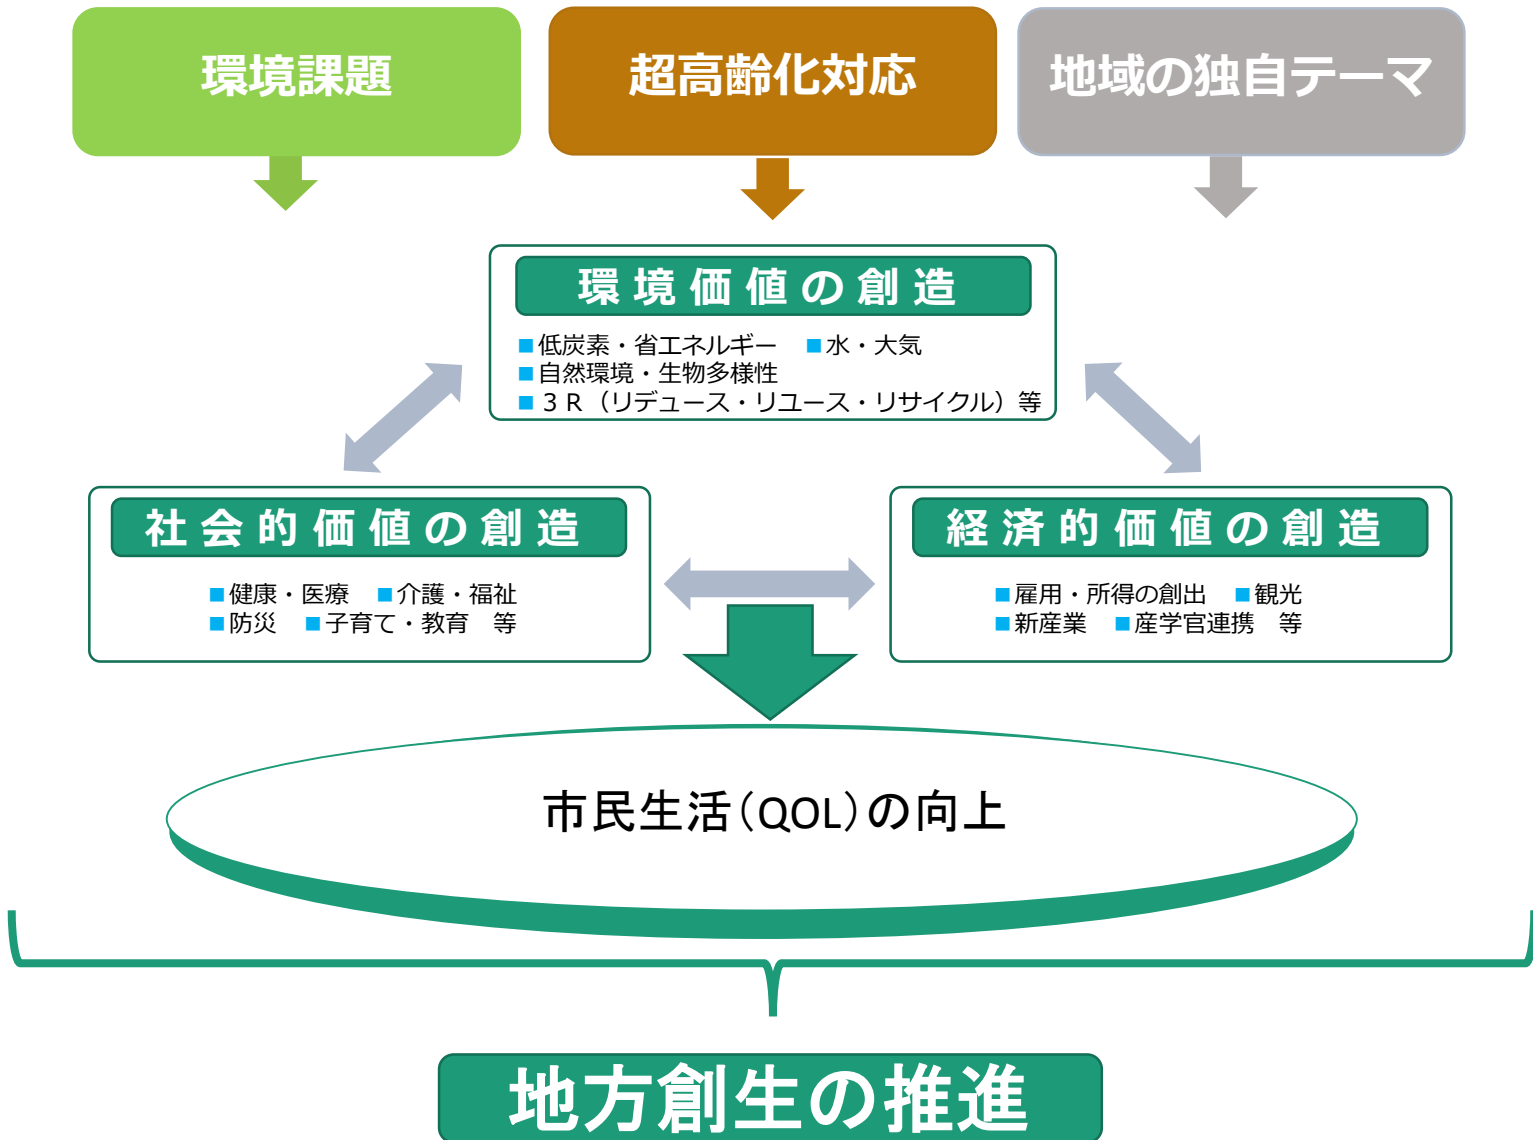 環境課題
超高齢化対応
地域の独自テーマ
環境価値の創造
■低炭素・省エネルギー　■水・大気
■自然環境・生物多様性
■３Ｒ（リデュース・リユース・リサイクル）等
社会的価値の創造
■健康・医療　■介護・福祉
■防災　■子育て・教育　等
経済的価値の創造
■雇用・所得の創出　■観光
■新産業　■産学官連携　等
市民生活（QOL）の向上
地方創生の推進